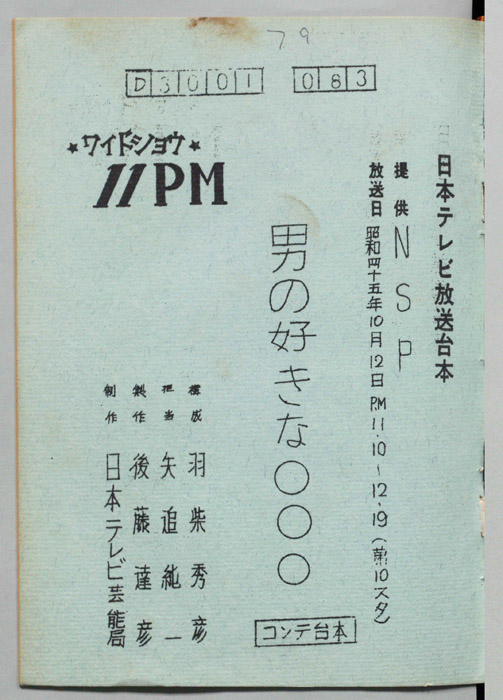 79
D3001 083
日本テレビ放送台本
提供 NSP
放送日 昭和四十五年10月12日 PM11.10～12.19(第10スタ)
男の好きな〇〇〇
コンテ台本
★ワイドショウ★
11PM
構成 羽柴秀彦
担当 矢追純一
製作 後藤達彦
制作 日本テレビ芸能局